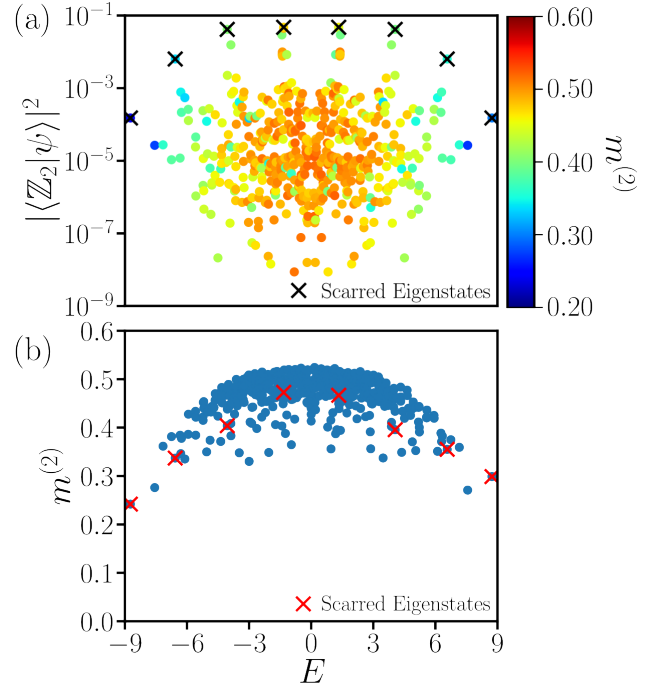 (a)
10⁻¹
10⁻³
10⁻⁵
10⁻⁷
10⁻⁹
|⟨ℤ₂|ψ⟩|²
Scarred Eigenstates
0.60
0.50
0.40
0.30
0.20
m⁽²⁾
(b)
0.6
0.5
0.4
0.3
0.2
0.1
0.0
m⁽²⁾
Scarred Eigenstates
−9 −6 −3 0 3 6 9
E